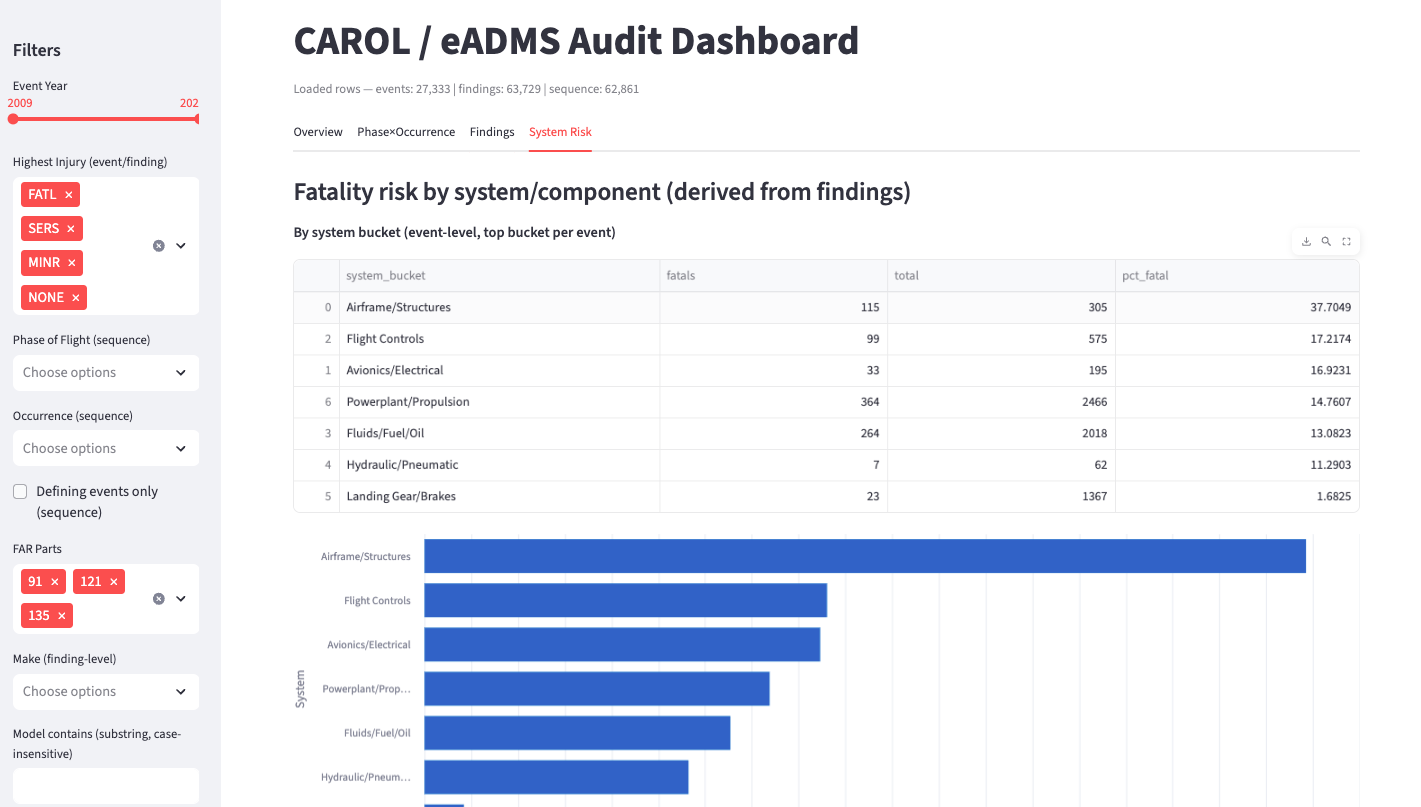 Filters
Event Year
2009 202
Highest Injury (event/finding)
FATL ×
SERS ×
MINR ×
NONE ×
Phase of Flight (sequence)
Choose options
Occurrence (sequence)
Choose options
Defining events only
(sequence)
FAR Parts
91 × 121 ×
135 ×
Make (finding-level)
Choose options
Model contains (substring, case-
insensitive)
CAROL / eADMS Audit Dashboard
Loaded rows — events: 27,333 | findings: 63,729 | sequence: 62,861
Overview Phase×Occurrence Findings System Risk
Fatality risk by system/component (derived from findings)
By system bucket (event-level, top bucket per event)
system_bucket fatals total pct_fatal
0 Airframe/Structures 115 305 37.7049
2 Flight Controls 99 575 17.2174
1 Avionics/Electrical 33 195 16.9231
6 Powerplant/Propulsion 364 2466 14.7607
3 Fluids/Fuel/Oil 264 2018 13.0823
4 Hydraulic/Pneumatic 7 62 11.2903
5 Landing Gear/Brakes 23 1367 1.6825
System
Airframe/Structures
Flight Controls
Avionics/Electrical
Powerplant/Prop…
Fluids/Fuel/Oil
Hydraulic/Pneum…